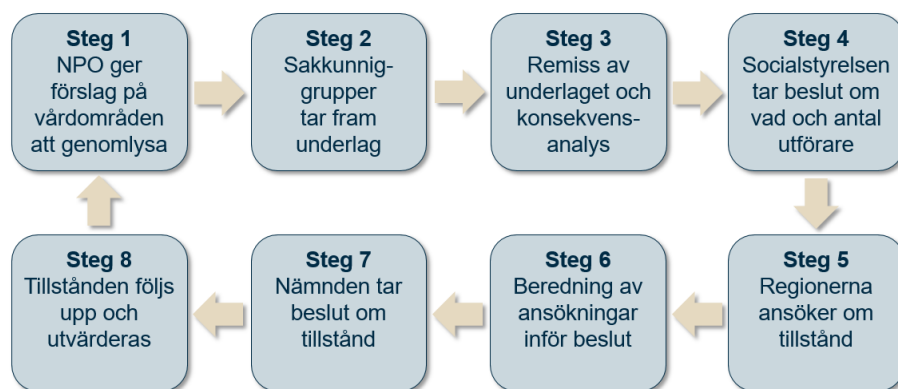 Steg 1
NPO ger
förslag på
vårdområden
att genomlysa
Steg 2
Sakkunnig-
grupper
tar fram
underlag
Steg 3
Remiss av
underlaget och
konsekvens-
analys
Steg 4
Socialstyrelsen
tar beslut om
vad och antal
utförare
Steg 5
Regionerna
ansöker om
tillstånd
Steg 6
Beredning av
ansökningar
inför beslut
Steg 7
Nämnden tar
beslut om
tillstånd
Steg 8
Tillstånden följs
upp och
utvärderas